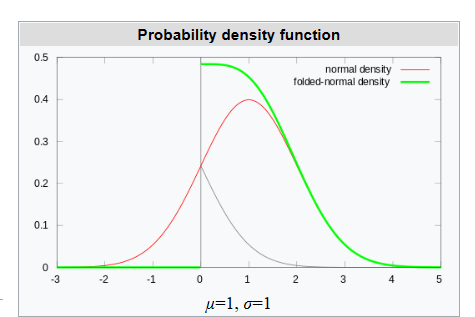 Probability density function
0.5
normal density
folded-normal density
0.4
0.3
0.2
0.1
0
-3 -2 -1 0 1 2 3 4 5
μ=1, σ=1